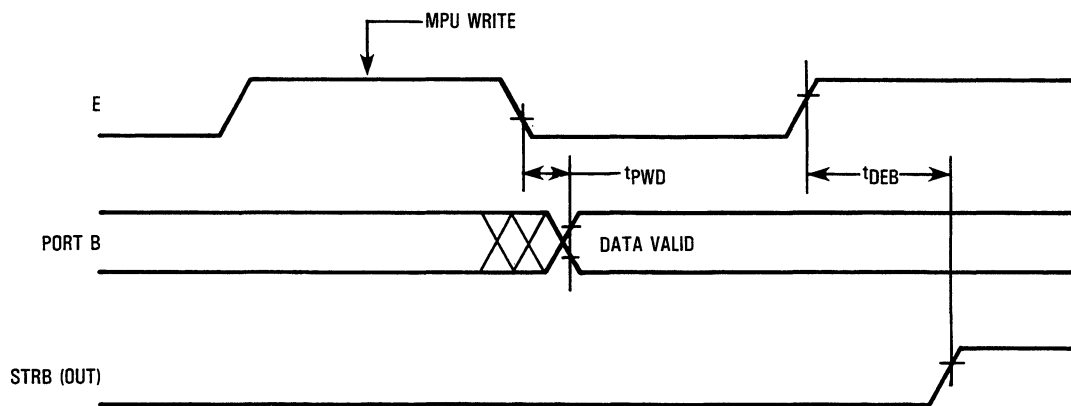 MPU WRITE
E
tPWD
tDEB
PORT B
DATA VALID
STRB (OUT)